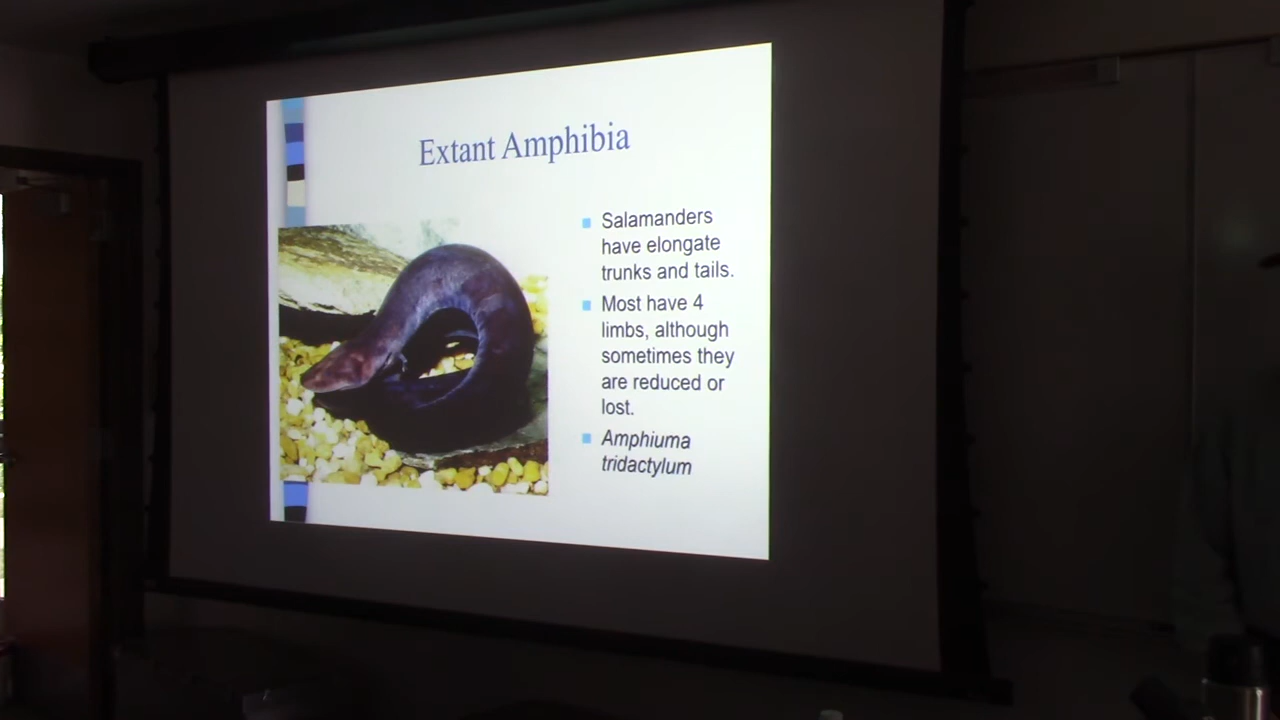 Extant Amphibia
Salamanders
have elongate
trunks and tails.
Most have 4
limbs, although
sometimes they
are reduced or
lost.
Amphiuma
tridactylum